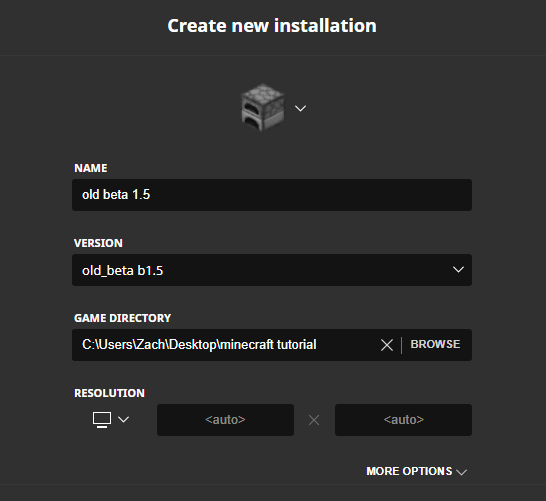 Create new installation
NAME
old beta 1.5
VERSION
old_beta b1.5
GAME DIRECTORY
C:\Users\Zach\Desktop\minecraft tutorial
BROWSE
RESOLUTION
<auto>
<auto>
MORE OPTIONS